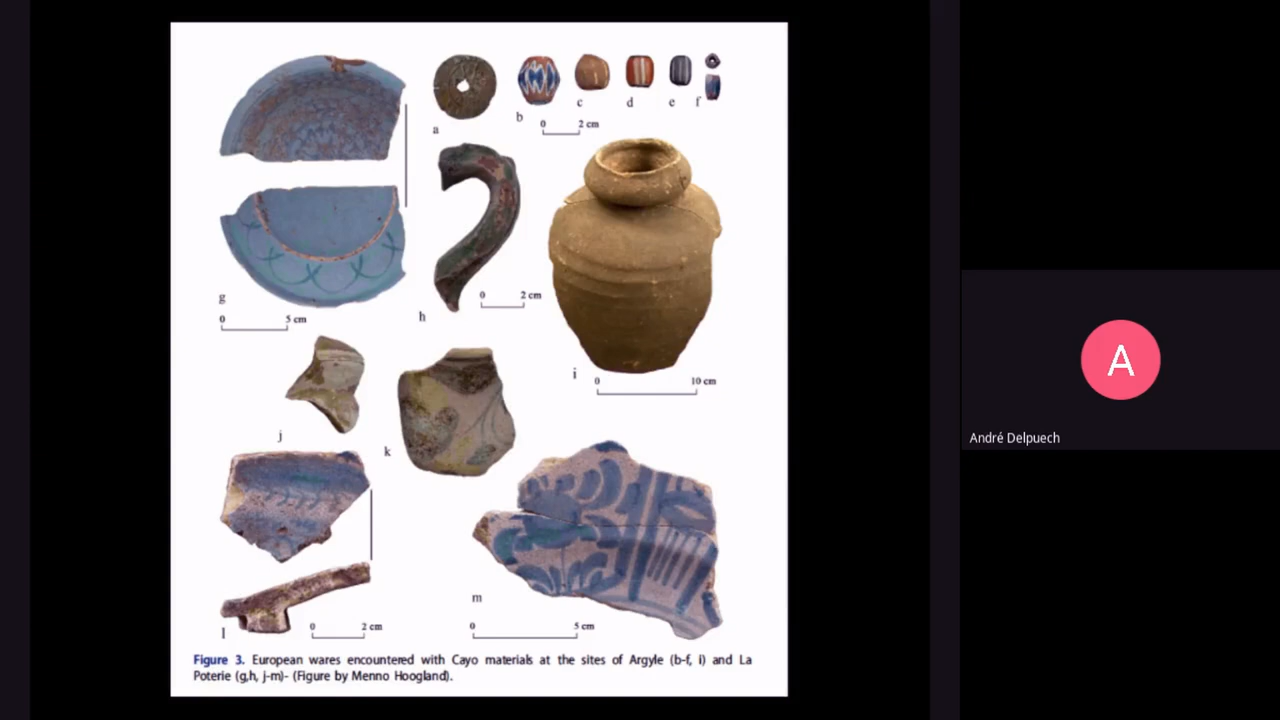 a
b
c
d
e
f
0 2 cm
g
0 5 cm
h
0 2 cm
i
0 10 cm
j
k
l
0 2 cm
m
0 5 cm
Figure 3. European wares encountered with Cayo materials at the sites of Argyle (b-f, i) and La
Poterie (g,h, j-m)- (Figure by Menno Hoogland).
A
André Delpuech